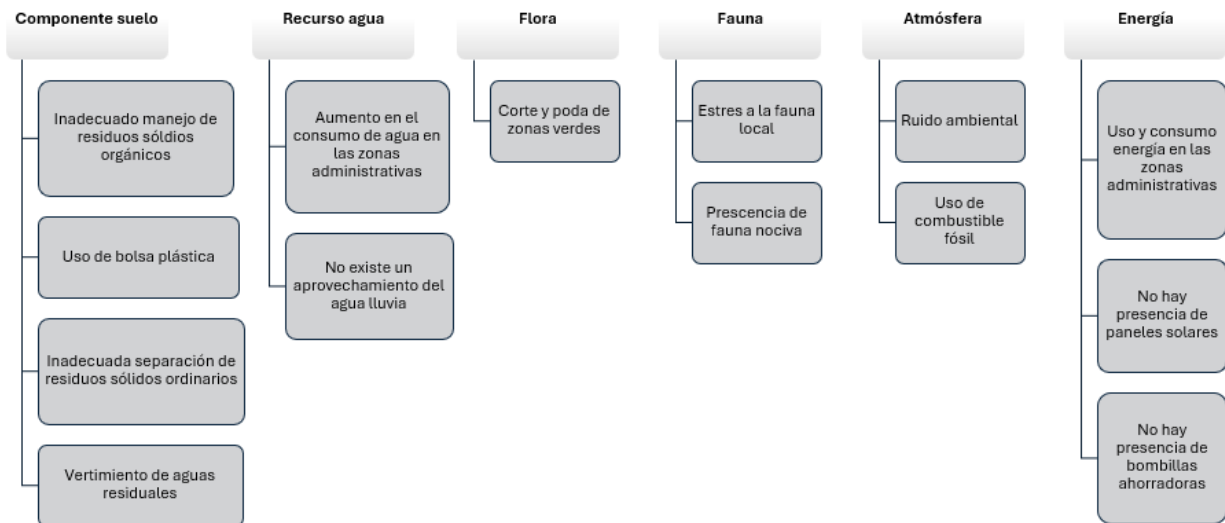 Componente suelo
Inadecuado manejo de
residuos sóldios
orgánicos
Uso de bolsa plástica
Inadecuada separación de
residuos sólidos ordinarios
Vertimiento de aguas
residuales
Recurso agua
Aumento en el
consumo de agua en
las zonas
administrativas
No existe un
aprovechamiento del
agua lluvia
Flora
Corte y poda de
zonas verdes
Fauna
Estres a la fauna
local
Prescencia de
fauna nociva
Atmósfera
Ruido ambiental
Uso de
combustible
fósil
Energía
Uso y consumo
energía en las
zonas
administrativas
No hay
presencia de
paneles solares
No hay
presencia de
bombillas
ahorradoras